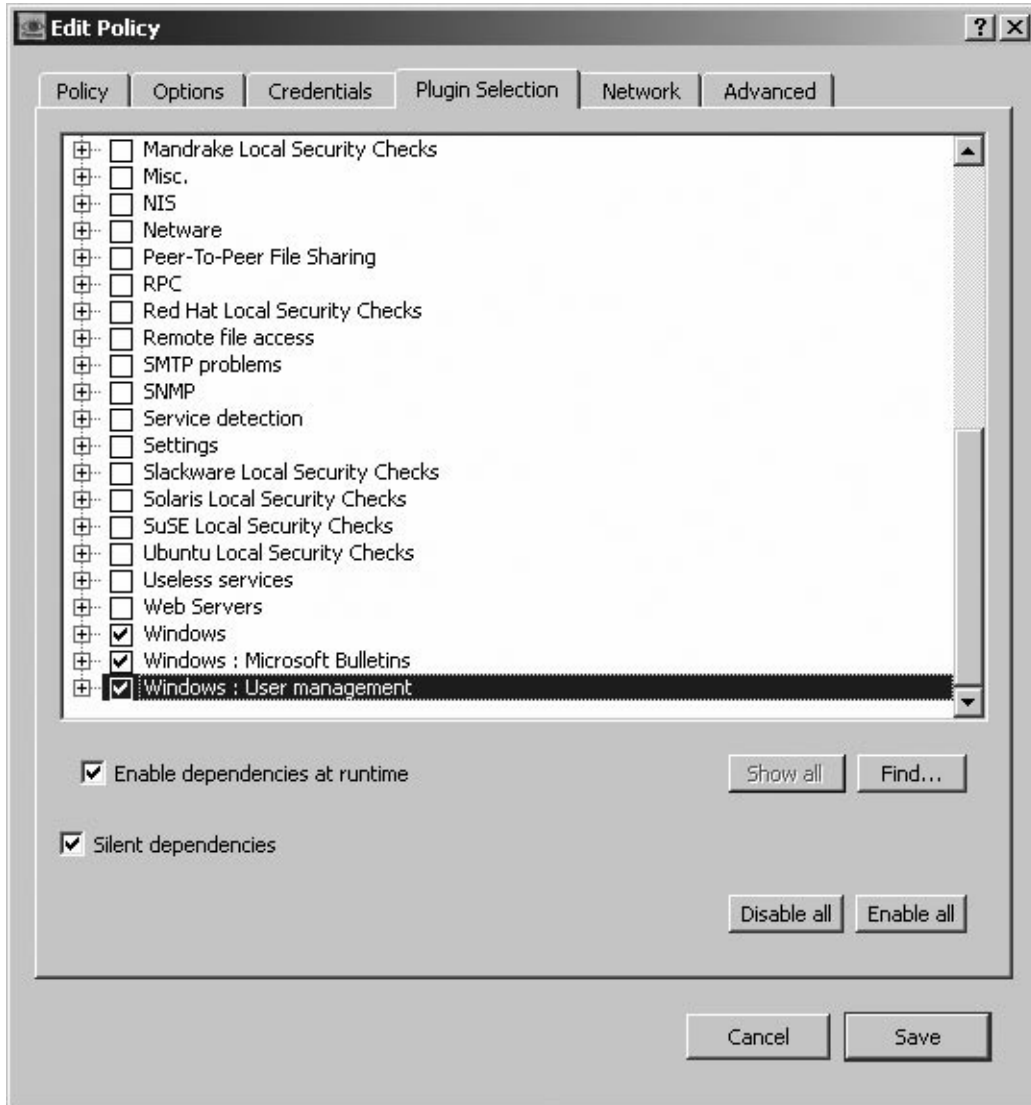 Edit Policy
Policy Options Credentials Plugin Selection Network Advanced
Mandrake Local Security Checks
Misc.
NIS
Netware
Peer-To-Peer File Sharing
RPC
Red Hat Local Security Checks
Remote file access
SMTP problems
SNMP
Service detection
Settings
Slackware Local Security Checks
Solaris Local Security Checks
SuSE Local Security Checks
Ubuntu Local Security Checks
Useless services
Web Servers
Windows
Windows : Microsoft Bulletins
Windows : User management
Enable dependencies at runtime Show all Find...
Silent dependencies
Disable all Enable all
Cancel Save